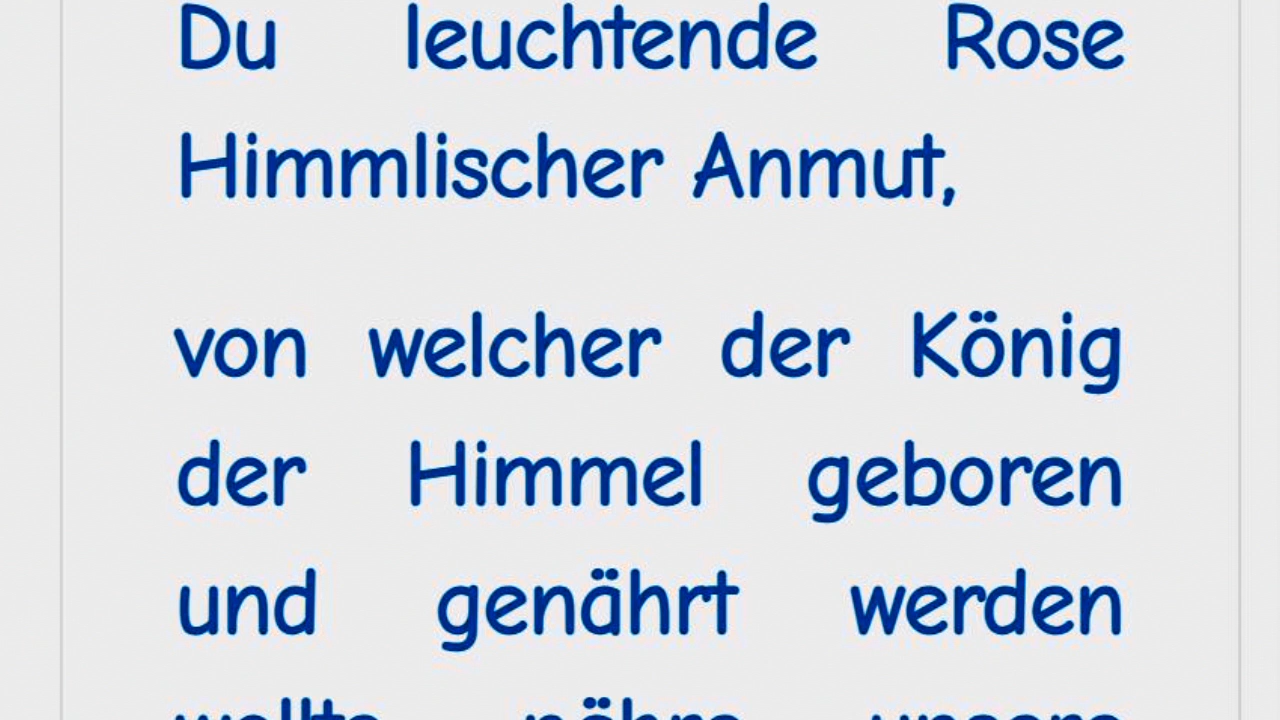 Du leuchtende Rose
Himmlischer Anmut,
von welcher der König
der Himmel geboren
und genährt werden